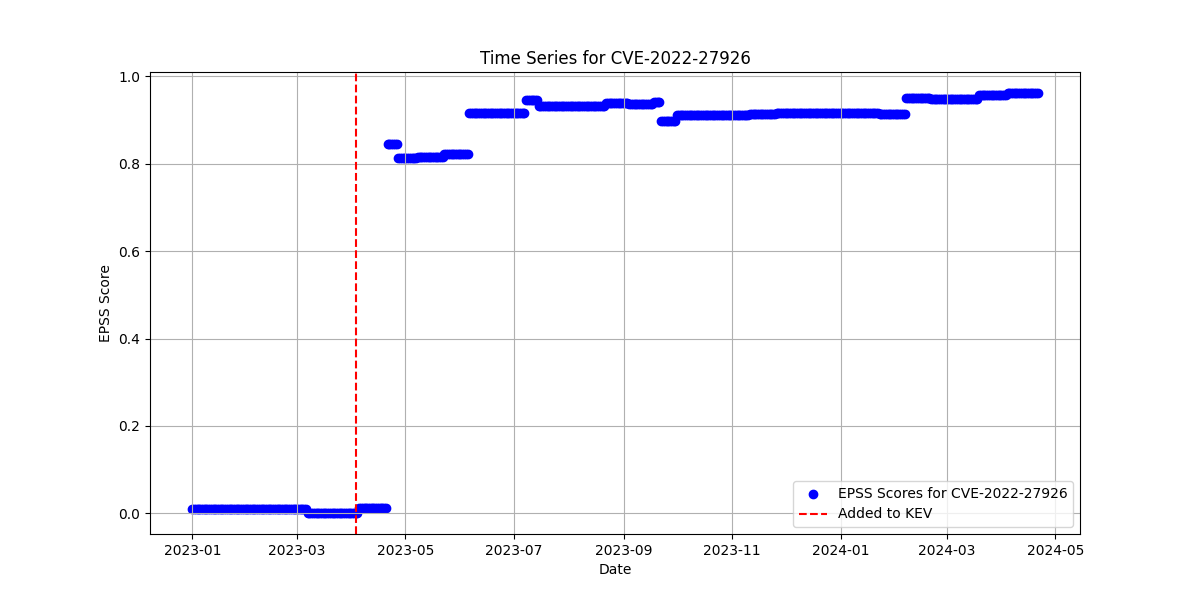 Time Series for CVE-2022-27926
1.0
0.8
0.6
0.4
0.2
0.0
EPSS Score
EPSS Scores for CVE-2022-27926
Added to KEV
2023-01 2023-03 2023-05 2023-07 2023-09 2023-11 2024-01 2024-03 2024-05
Date